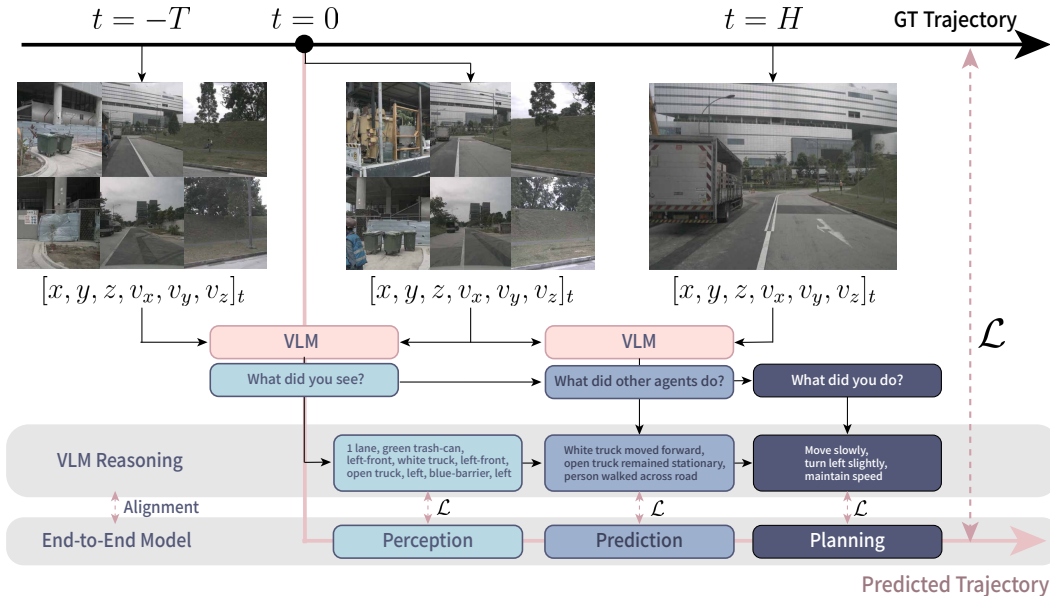 t = −T
t = 0
t = H
GT Trajectory
[x, y, z, v_x, v_y, v_z]_t
[x, y, z, v_x, v_y, v_z]_t
[x, y, z, v_x, v_y, v_z]_t
ℒ
VLM
VLM
What did you see?
What did other agents do?
What did you do?
VLM Reasoning
1 lane, green trash-can,
left-front, white truck, left-front,
open truck, left, blue-barrier, left
White truck moved forward,
open truck remained stationary,
person walked across road
Move slowly,
turn left slightly,
maintain speed
Alignment
ℒ
ℒ
ℒ
End-to-End Model
Perception
Prediction
Planning
Predicted Trajectory